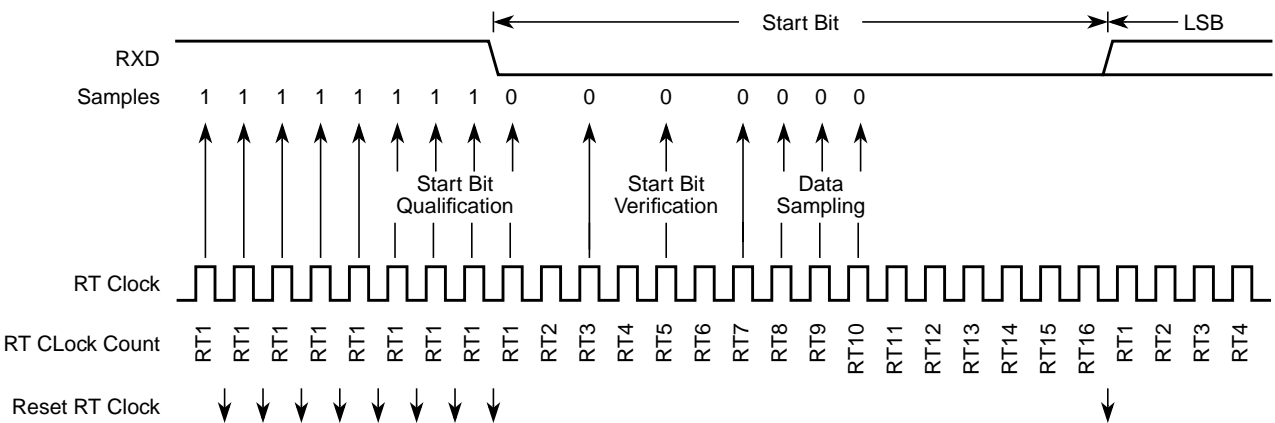 Start Bit LSB
RXD
Samples 1 1 1 1 1 1 1 1 0 0 0 0 0 0 0
Start Bit Qualification
Start Bit Verification
Data Sampling
RT Clock
RT CLock Count RT1 RT1 RT1 RT1 RT1 RT1 RT1 RT1 RT1 RT2 RT3 RT4 RT5 RT6 RT7 RT8 RT9 RT10 RT11 RT12 RT13 RT14 RT15 RT16 RT1 RT2 RT3 RT4
Reset RT Clock